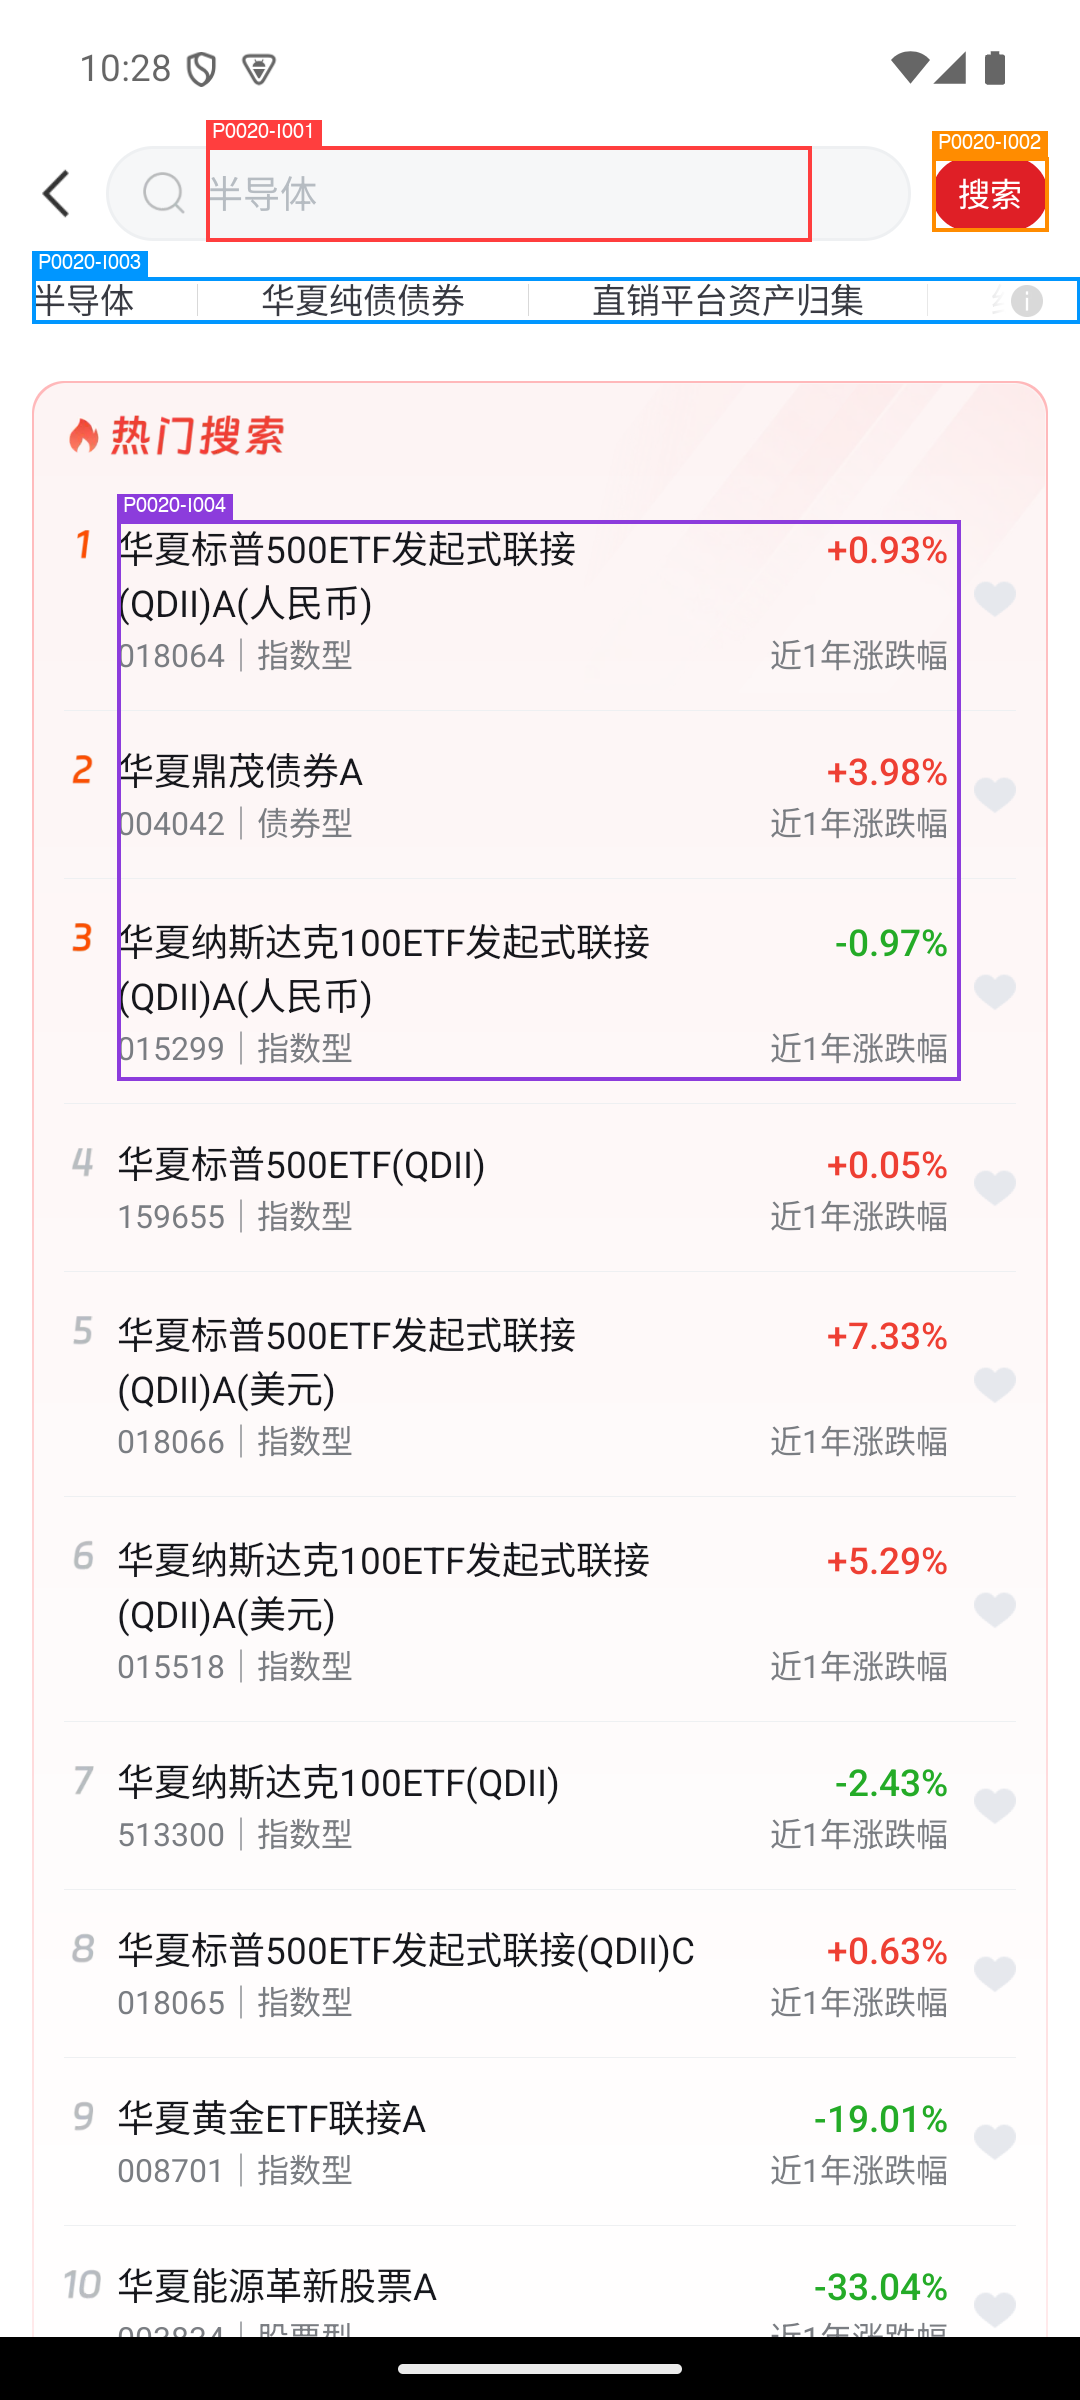 10:28
P0020-I001
P0020-I002
半导体
搜索
P0020-I003
半导体
华夏纯债债券
直销平台资产归集
热门搜索
P0020-I004
1
华夏标普500ETF发起式联接
+0.93%
(QDII)A(人民币)
018064 | 指数型
近1年涨跌幅
2
华夏鼎茂债券A
+3.98%
004042 | 债券型
近1年涨跌幅
3
华夏纳斯达克100ETF发起式联接
-0.97%
(QDII)A(人民币)
015299 | 指数型
近1年涨跌幅
4
华夏标普500ETF(QDII)
+0.05%
159655 | 指数型
近1年涨跌幅
5
华夏标普500ETF发起式联接
+7.33%
(QDII)A(美元)
018066 | 指数型
近1年涨跌幅
6
华夏纳斯达克100ETF发起式联接
+5.29%
(QDII)A(美元)
015518 | 指数型
近1年涨跌幅
7
华夏纳斯达克100ETF(QDII)
-2.43%
513300 | 指数型
近1年涨跌幅
8
华夏标普500ETF发起式联接(QDII)C
+0.63%
018065 | 指数型
近1年涨跌幅
9
华夏黄金ETF联接A
-19.01%
008701 | 指数型
近1年涨跌幅
10
华夏能源革新股票A
-33.04%
003834 | 股票型
近1年涨跌幅